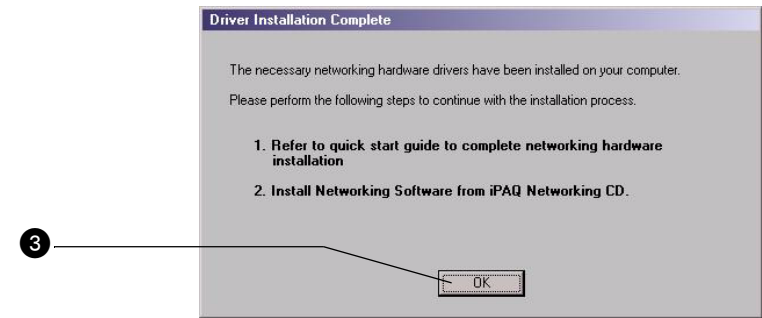 Driver Installation Complete
The necessary networking hardware drivers have been installed on your computer.
Please perform the following steps to continue with the installation process.
1. Refer to quick start guide to complete networking hardware
installation
2. Install Networking Software from iPAQ Networking CD.
3
OK